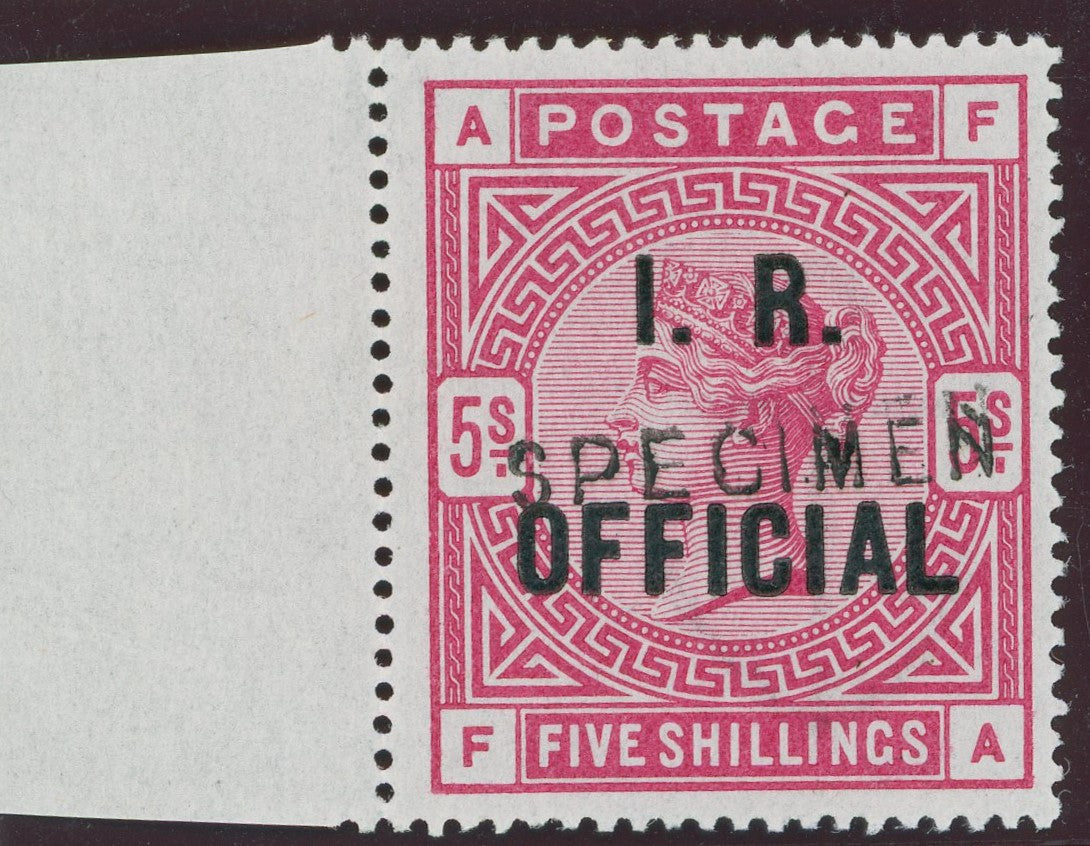 A POSTAGE F
I. R.
5s. 5s.
SPECIMEN
OFFICIAL
F FIVE SHILLINGS A